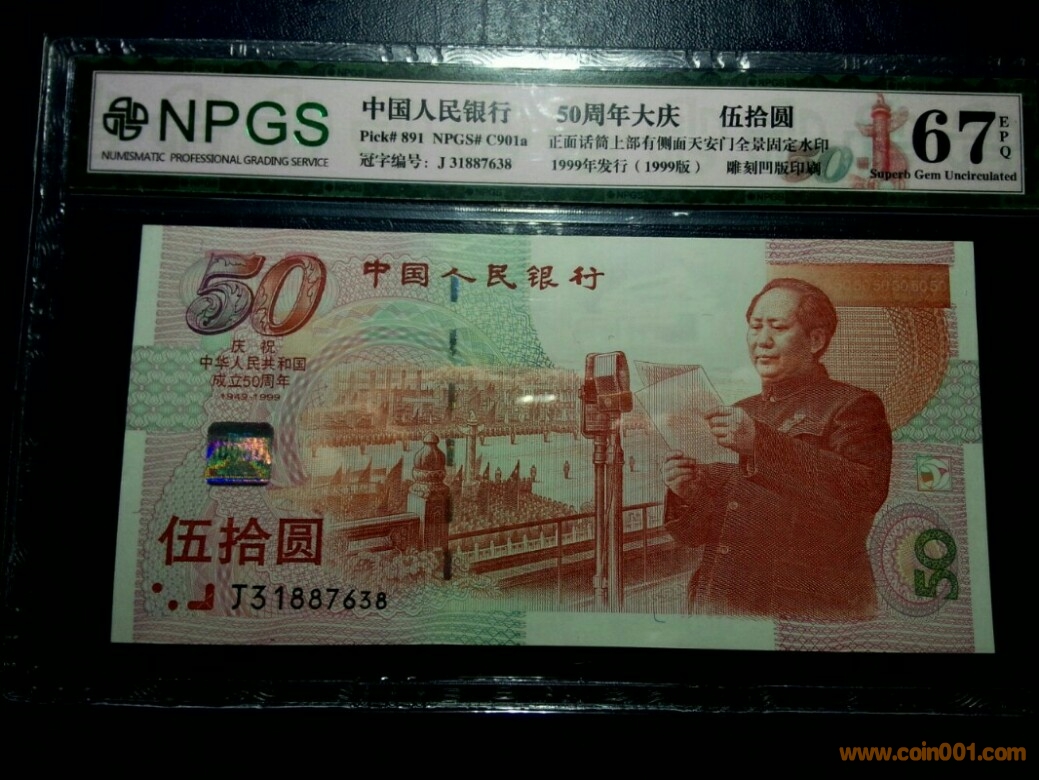 NPGS
NUMISMATIC PROFESSIONAL GRADING SERVICE
中国人民银行 50周年大庆 伍拾圆
Pick# 891 NPGS# C901a 正面话筒上部有侧面天安门全景固定水印
冠字编号: J 31887638 1999年发行 (1999版) 雕刻凹版印刷
67 EPQ
Superb Gem Uncirculated
50 中国人民银行
庆祝
中华人民共和国
成立50周年
1949-1999
伍拾圆
J31887638
50
www.coin001.com